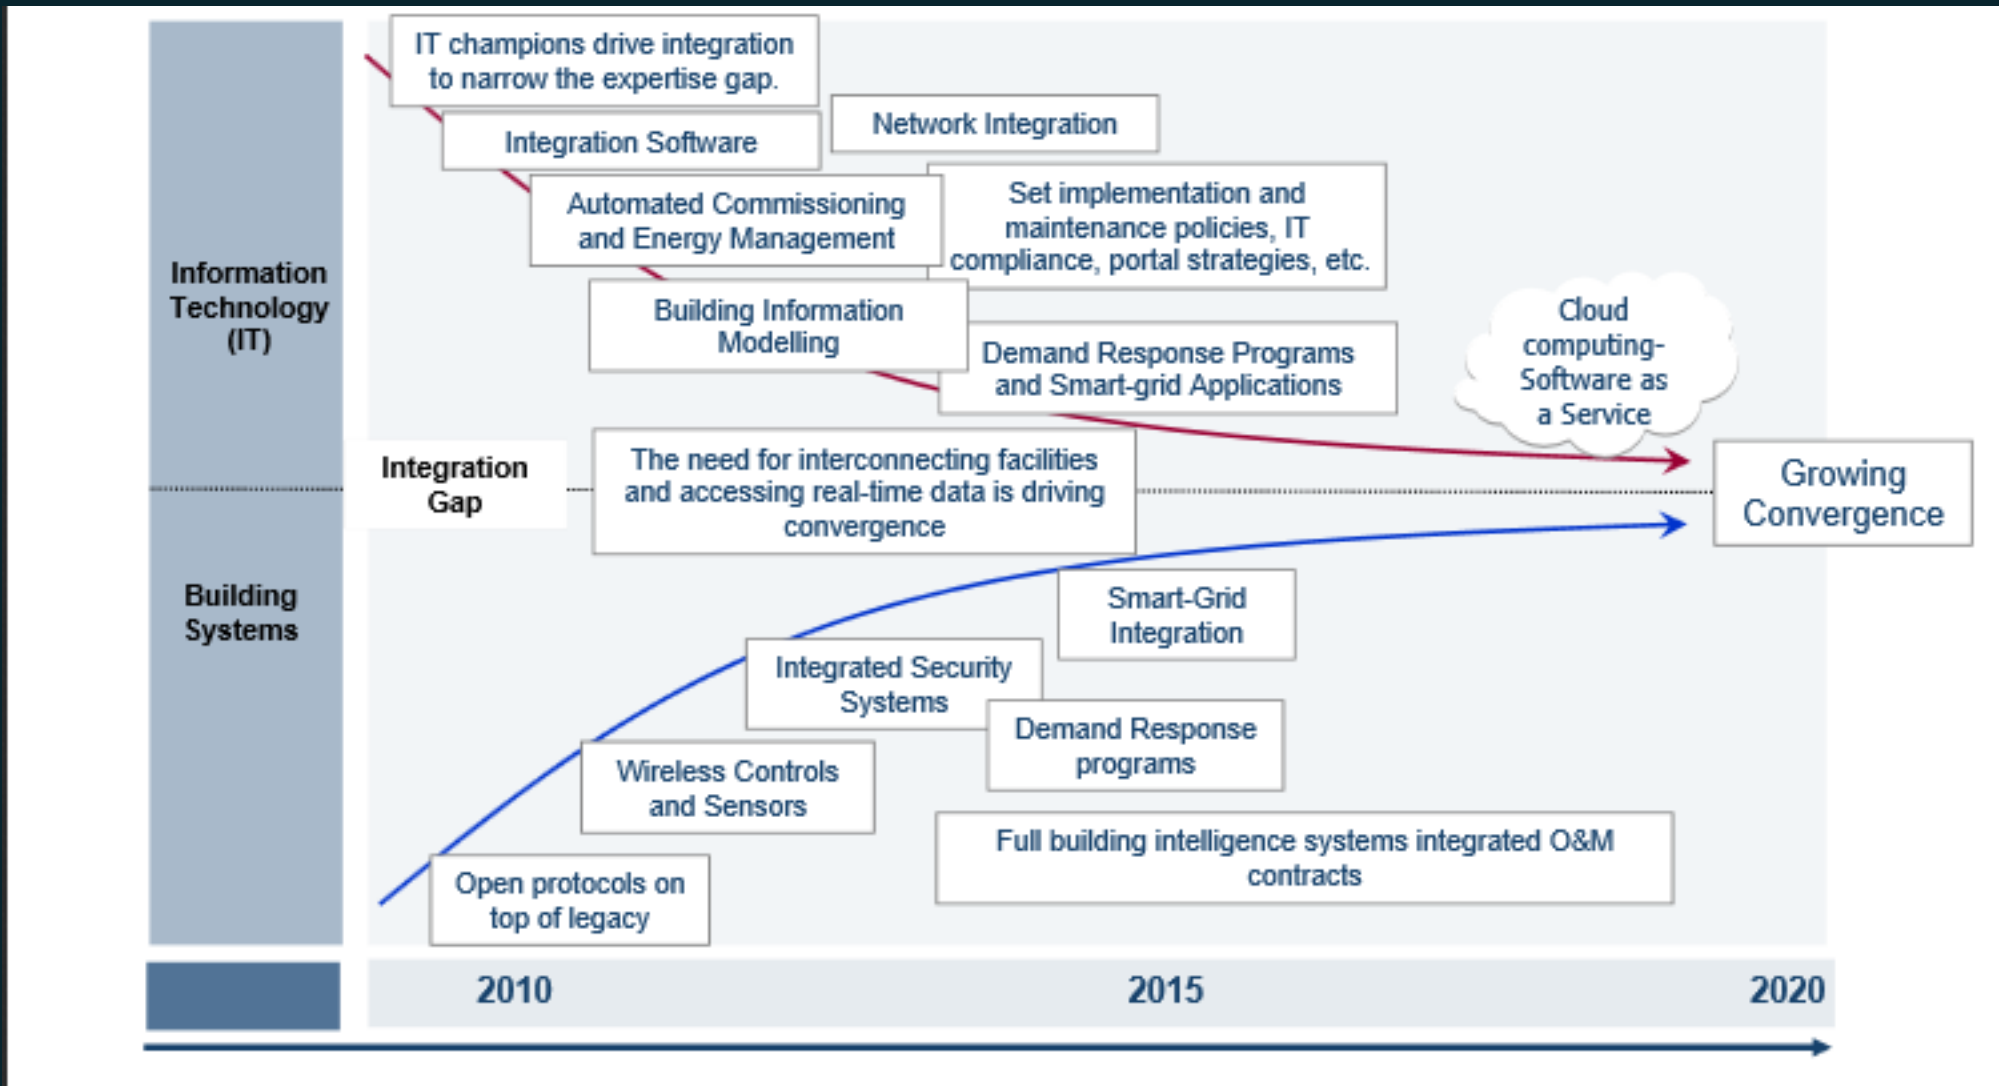 IT champions drive integration
to narrow the expertise gap.
Integration Software
Network Integration
Automated Commissioning
and Energy Management
Set implementation and
maintenance policies, IT
compliance, portal strategies, etc.
Information
Technology
(IT)
Building Information
Modelling
Demand Response Programs
and Smart-grid Applications
Cloud
computing-
Software as
a Service
Integration
Gap
The need for interconnecting facilities
and accessing real-time data is driving
convergence
Growing
Convergence
Building
Systems
Smart-Grid
Integration
Integrated Security
Systems
Demand Response
programs
Wireless Controls
and Sensors
Full building intelligence systems integrated O&M
contracts
Open protocols on
top of legacy
2010
2015
2020